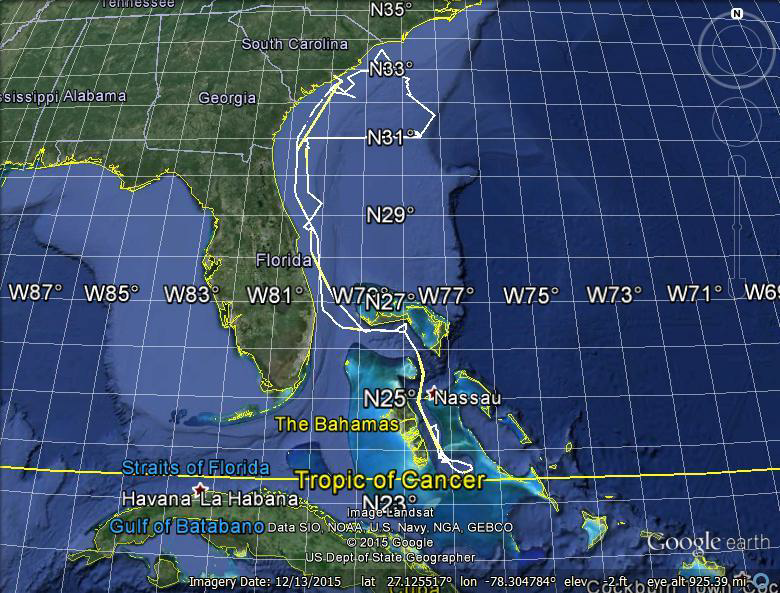 Tennessee
N35°
N
South Carolina
N33°
ssissippi Alabama
Georgia
N31°
N29°
Florida
W87° W85° W83° W81° W79° N27° W77° W75° W73° W71° W69
N25°
Nassau
The Bahamas
Straits of Florida
Tropic of Cancer
Havana La Habana
N23°
Image Landsat
Gulf of Batabano
Data SIO, NOAA, U.S. Navy, NGA, GEBCO
© 2015 Google
US Dept of State Geographer
Google earth
Imagery Date: 12/13/2015 lat 27.125517° lon -78.304784° elev -2 ft eye alt 925.39 mi
Cuba
Cockburn Town